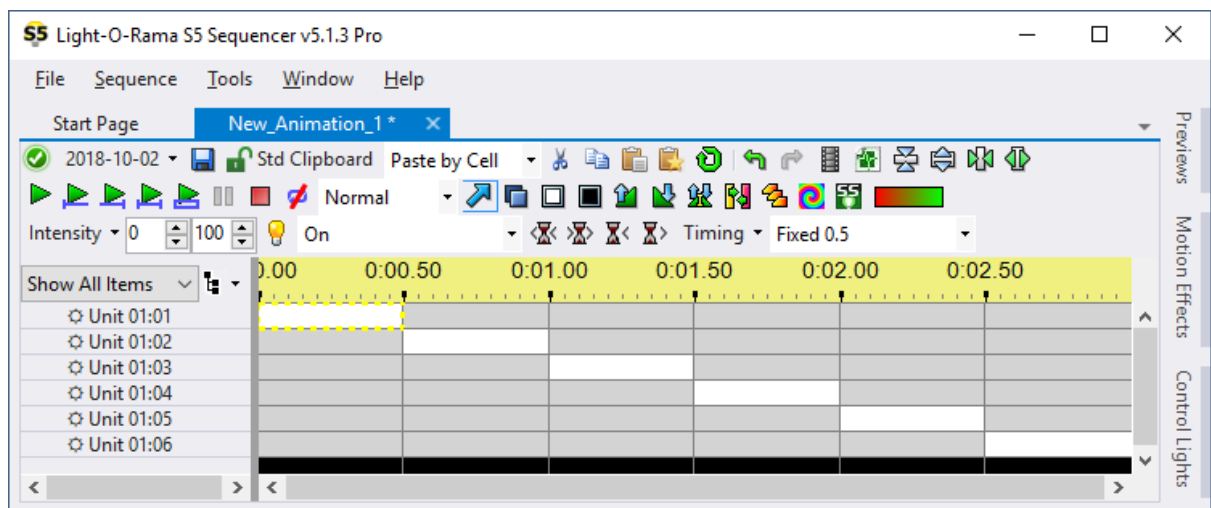 S5 Light-O-Rama S5 Sequencer v5.1.3 Pro
File Sequence Tools Window Help
Start Page New_Animation_1 *
2018-10-02 Std Clipboard Paste by Cell
Normal S5
Intensity 0 100 On Timing Fixed 0.5
Show All Items 0.00 0:00.50 0:01.00 0:01.50 0:02.00 0:02.50
Unit 01:01
Unit 01:02
Unit 01:03
Unit 01:04
Unit 01:05
Unit 01:06
Previews
Motion Effects
Control Lights